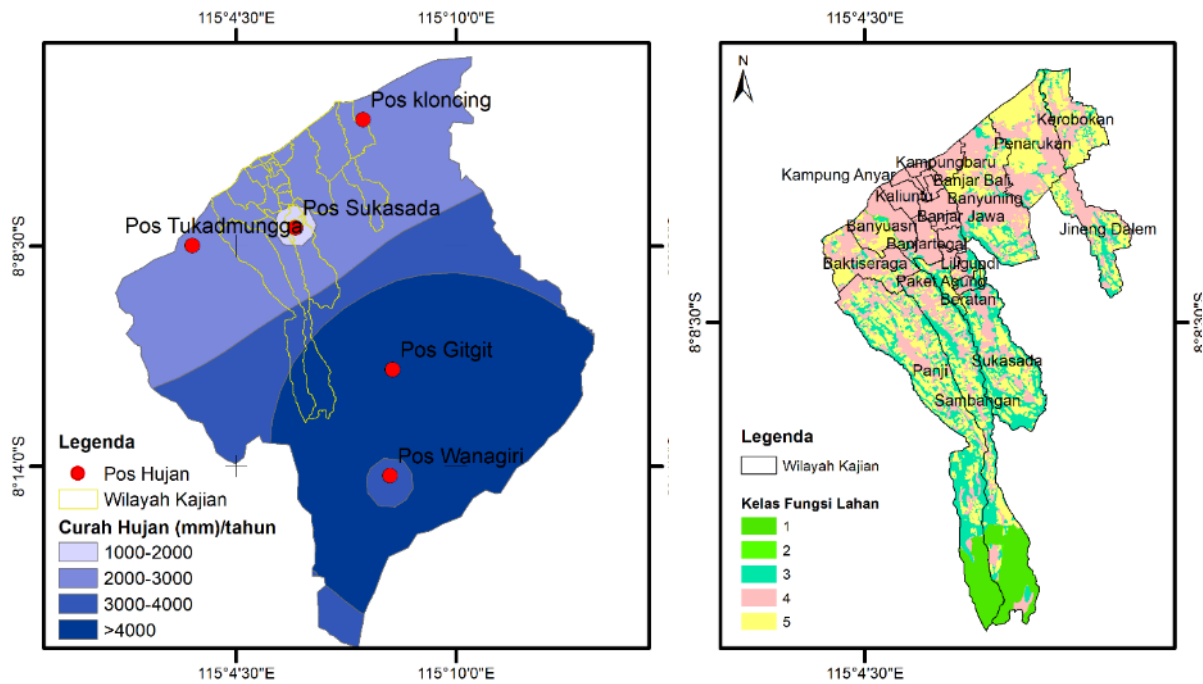 115°4'30"E
115°10'0"E
Pos kloncing
Pos Sukasada
Pos Tukadmungga
8°8'30"S
Pos Gitgit
Pos Wanagiri
8°14'0"S
Legenda
Pos Hujan
Wilayah Kajian
Curah Hujan (mm)/tahun
1000-2000
2000-3000
3000-4000
>4000
115°4'30"E
115°10'0"E
115°4'30"E
N
Kerobokan
Penarukan
Kampungbaru
Kampung Anyar
Banjar Bali
Kaliuntu
Banyuning
Banjar Jawa
Jineng Dalem
Banyuash
Banjartegal
Baktiseraga
Liligundi
Paket Agung
Beratan
8°8'30"S
8°8'30"S
Sukasada
Panji
Sambangan
Legenda
Wilayah Kajian
Kelas Fungsi Lahan
1
2
3
4
5
115°4'30"E